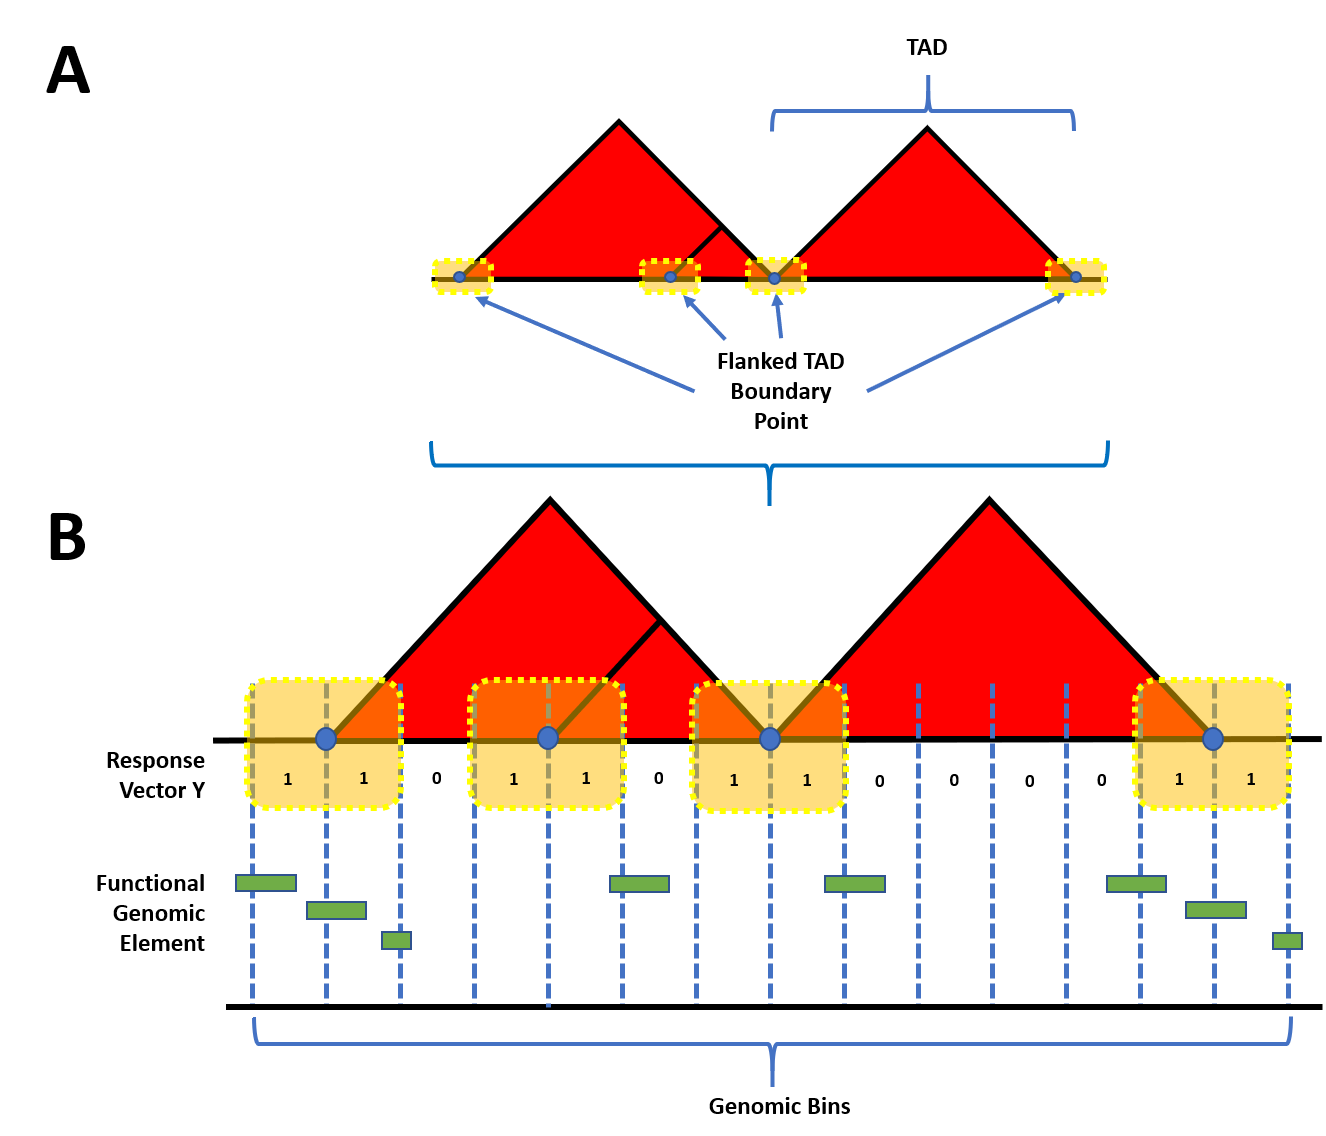 A
TAD
Flanked TAD
Boundary
Point
B
Response
Vector Y
1 1 0 1 1 0 1 1 0 0 0 0 1 1
Functional
Genomic
Element
Genomic Bins